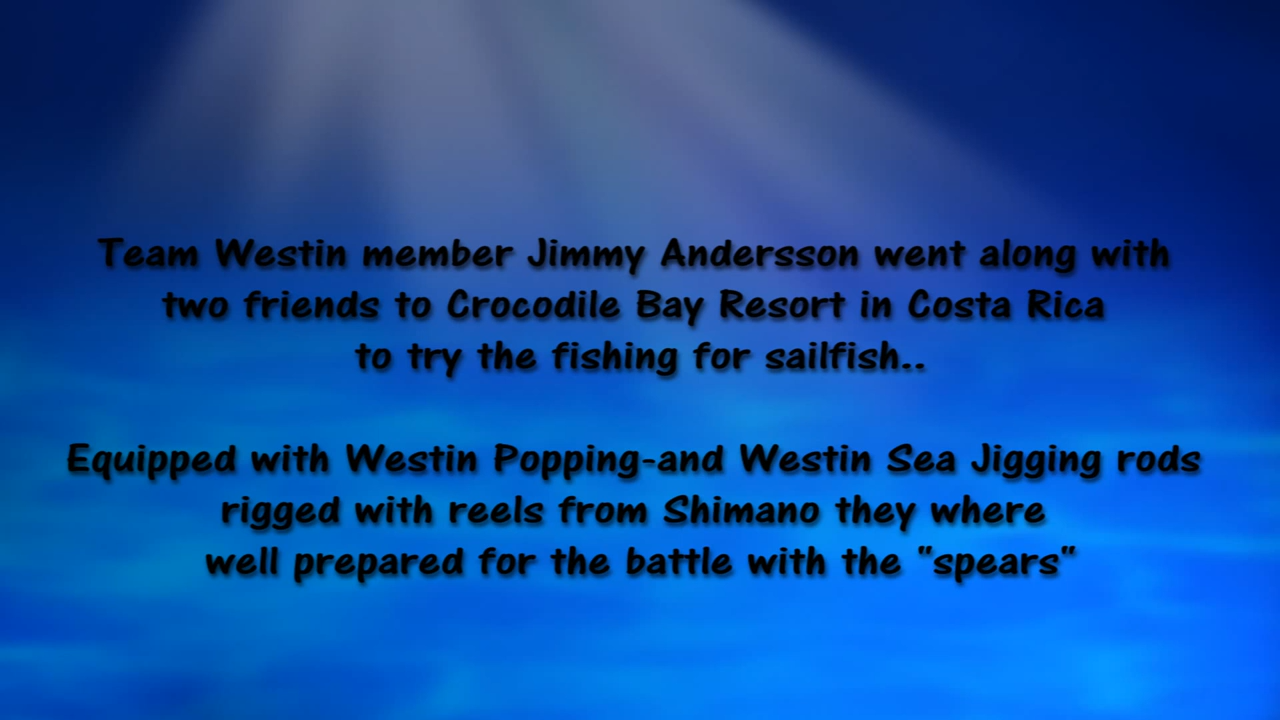 Team Westin member Jimmy Andersson went along with
two friends to Crocodile Bay Resort in Costa Rica
to try the fishing for sailfish..
Equipped with Westin Popping-and Westin Sea Jigging rods
rigged with reels from Shimano they where
well prepared for the battle with the "spears"